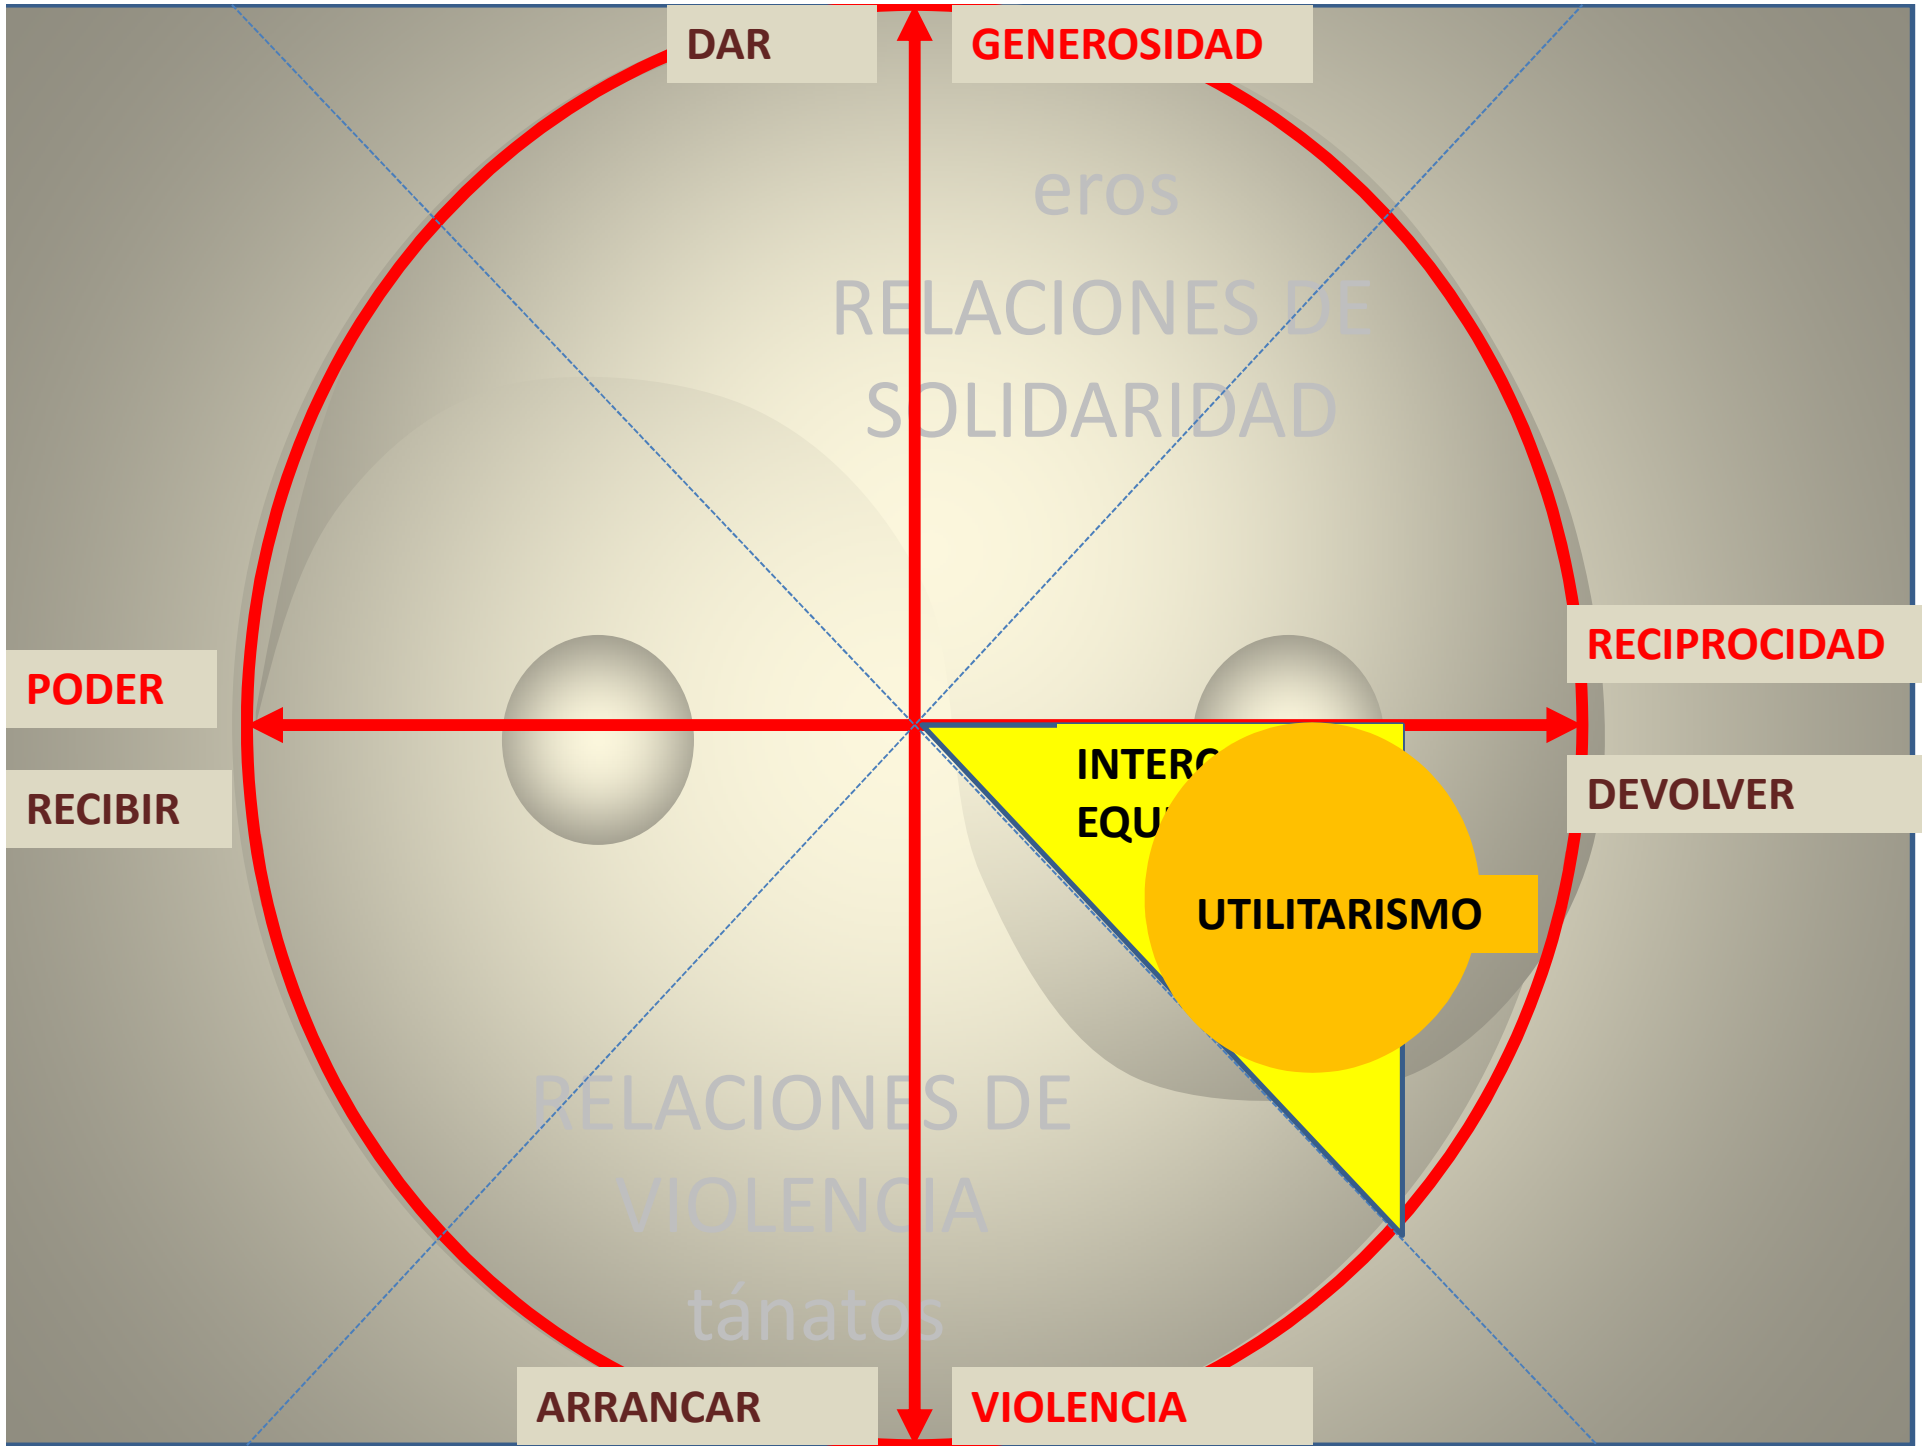 DAR
GENEROSIDAD
eros
RELACIONES DE
SOLIDARIDAD
RECIPROCIDAD
PODER
RECIBIR
DEVOLVER
UTILITARISMO
RELACIONES DE
VIOLENCIA
tánatos
ARRANCAR
VIOLENCIA